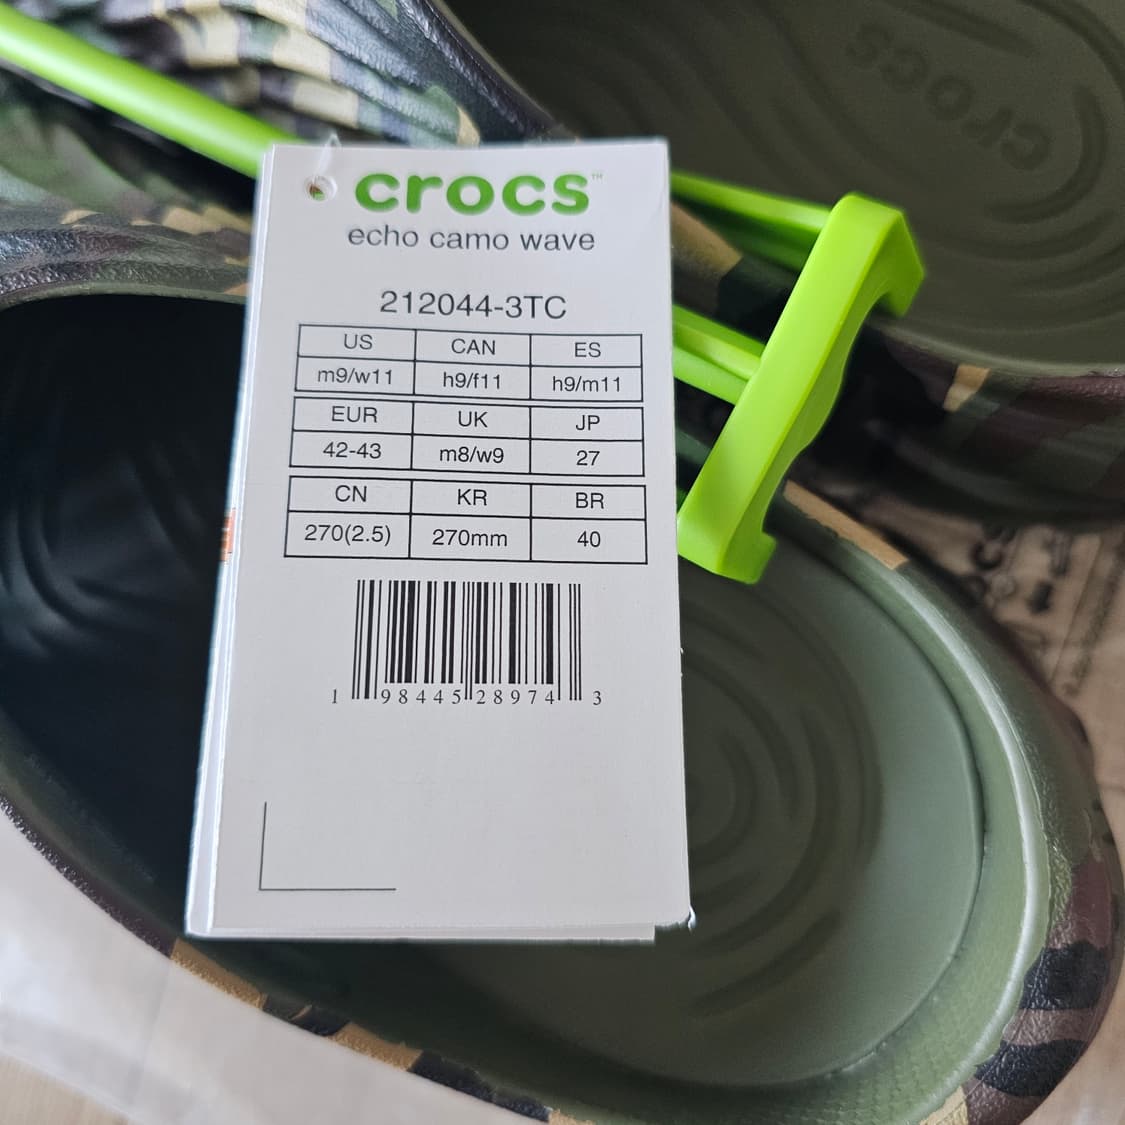 crocs
crocs™
echo camo wave
212044-3TC
US CAN ES
m9/w11 h9/f11 h9/m11
EUR UK JP
42-43 m8/w9 27
CN KR BR
270(2.5) 270mm 40
1 98445 28974 3